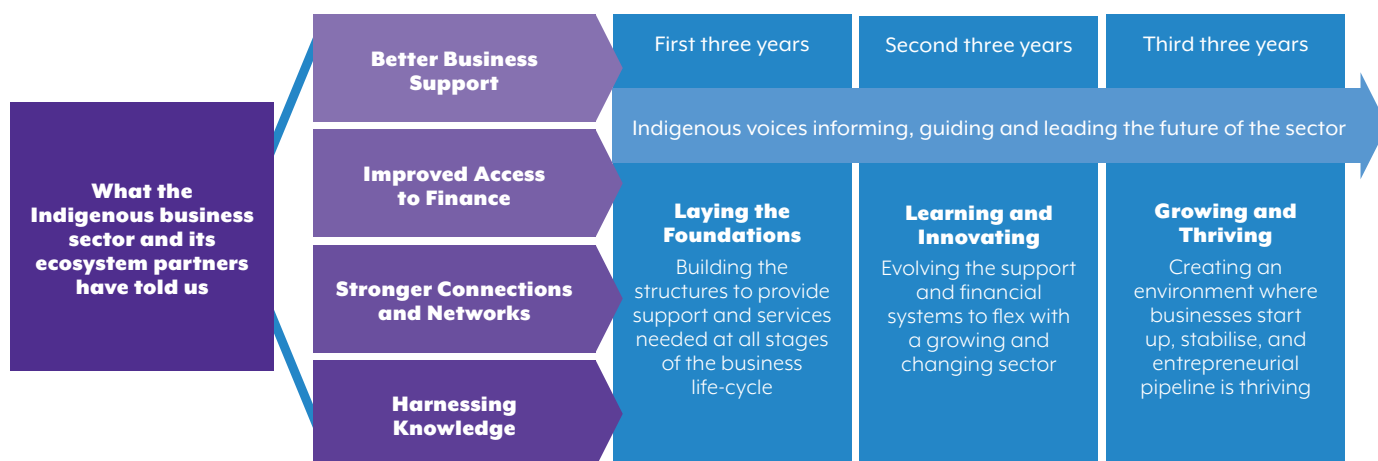 What the
Indigenous business
sector and its
ecosystem partners
have told us
Better Business
Support
Improved Access
to Finance
Stronger Connections
and Networks
Harnessing
Knowledge
First three years
Second three years
Third three years
Indigenous voices informing, guiding and leading the future of the sector
Laying the
Foundations
Building the
structures to provide
support and services
needed at all stages
of the business
life-cycle
Learning and
Innovating
Evolving the support
and financial
systems to flex with
a growing and
changing sector
Growing and
Thriving
Creating an
environment where
businesses start
up, stabilise, and
entrepreneurial
pipeline is thriving